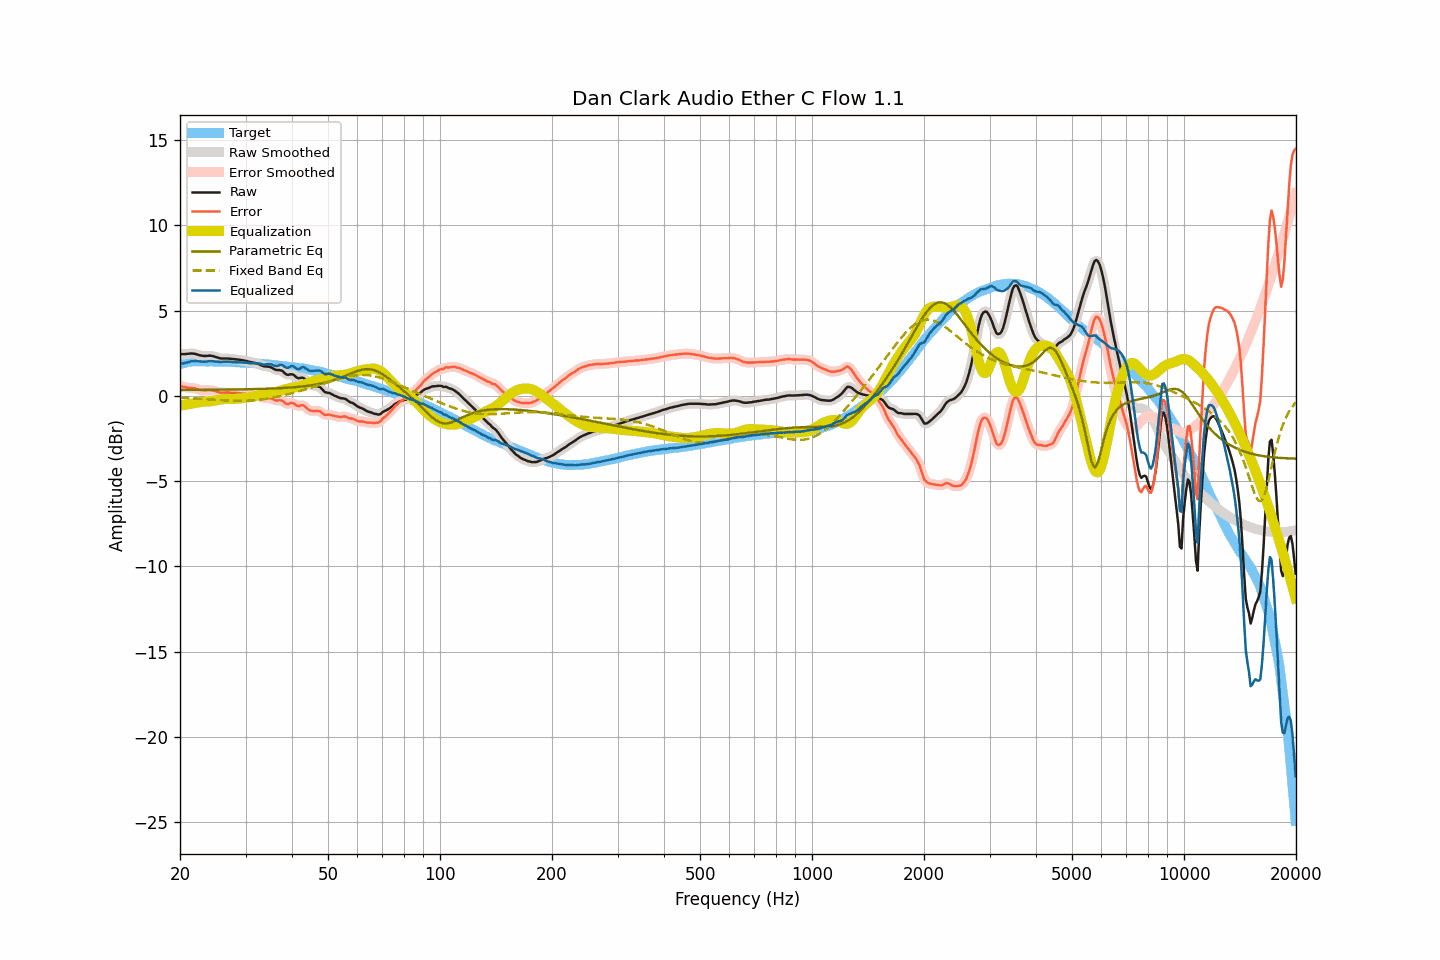 Dan Clark Audio Ether C Flow 1.1
Target
Raw Smoothed
Error Smoothed
Raw
Error
Equalization
Parametric Eq
Fixed Band Eq
Equalized
15
10
5
0
−5
−10
−15
−20
−25
Amplitude (dBr)
20 50 100 200 500 1000 2000 5000 10000 20000
Frequency (Hz)